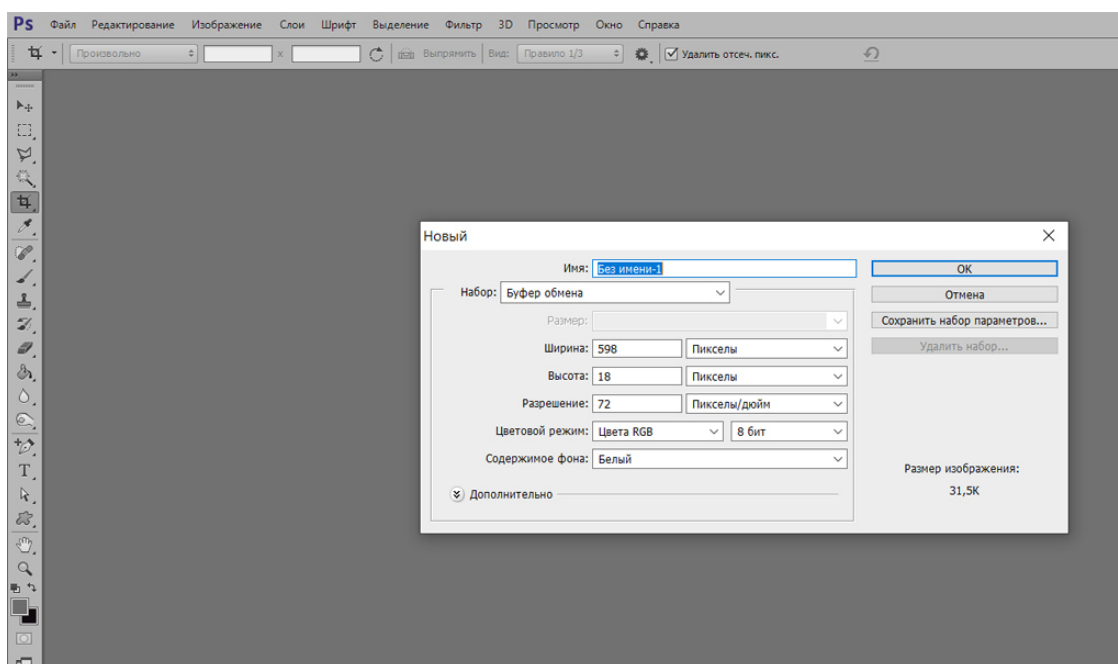 Ps Файл Редактирование Изображение Слои Шрифт Выделение Фильтр 3D Просмотр Окно Справка
Произвольно x Выпрямить Вид: Правило 1/3 Удалить отсеч. пикс.
Новый
Имя: Без имени-1
OK
Набор: Буфер обмена
Отмена
Размер:
Сохранить набор параметров...
Ширина: 598 Пикселы
Удалить набор...
Высота: 18 Пикселы
Разрешение: 72 Пикселы/дюйм
Цветовой режим: Цвета RGB 8 бит
Содержимое фона: Белый
Размер изображения:
31,5K
Дополнительно
T